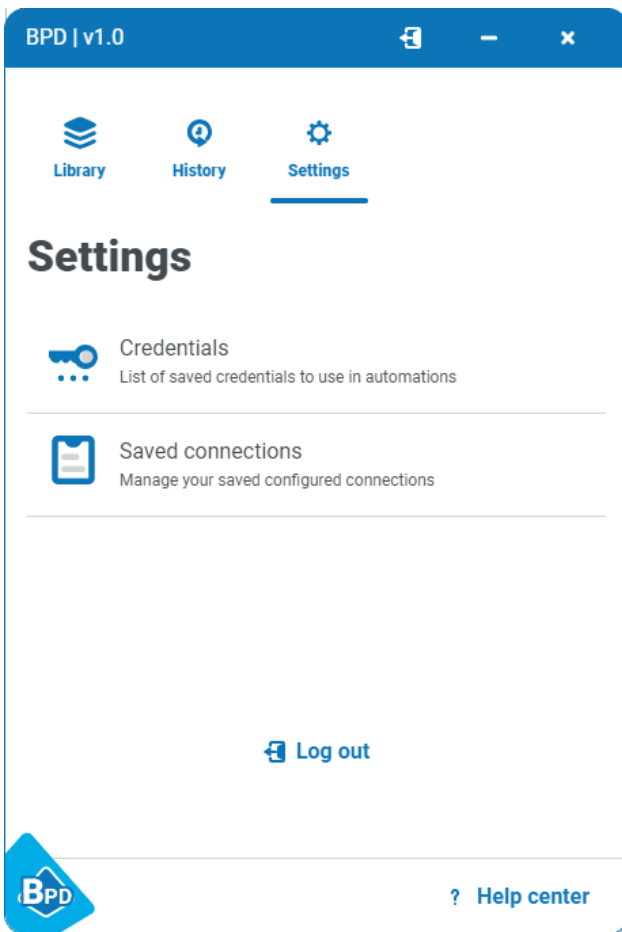 BPD | v1.0
Library
History
Settings
Settings
Credentials
List of saved credentials to use in automations
Saved connections
Manage your saved configured connections
Log out
BPD
? Help center